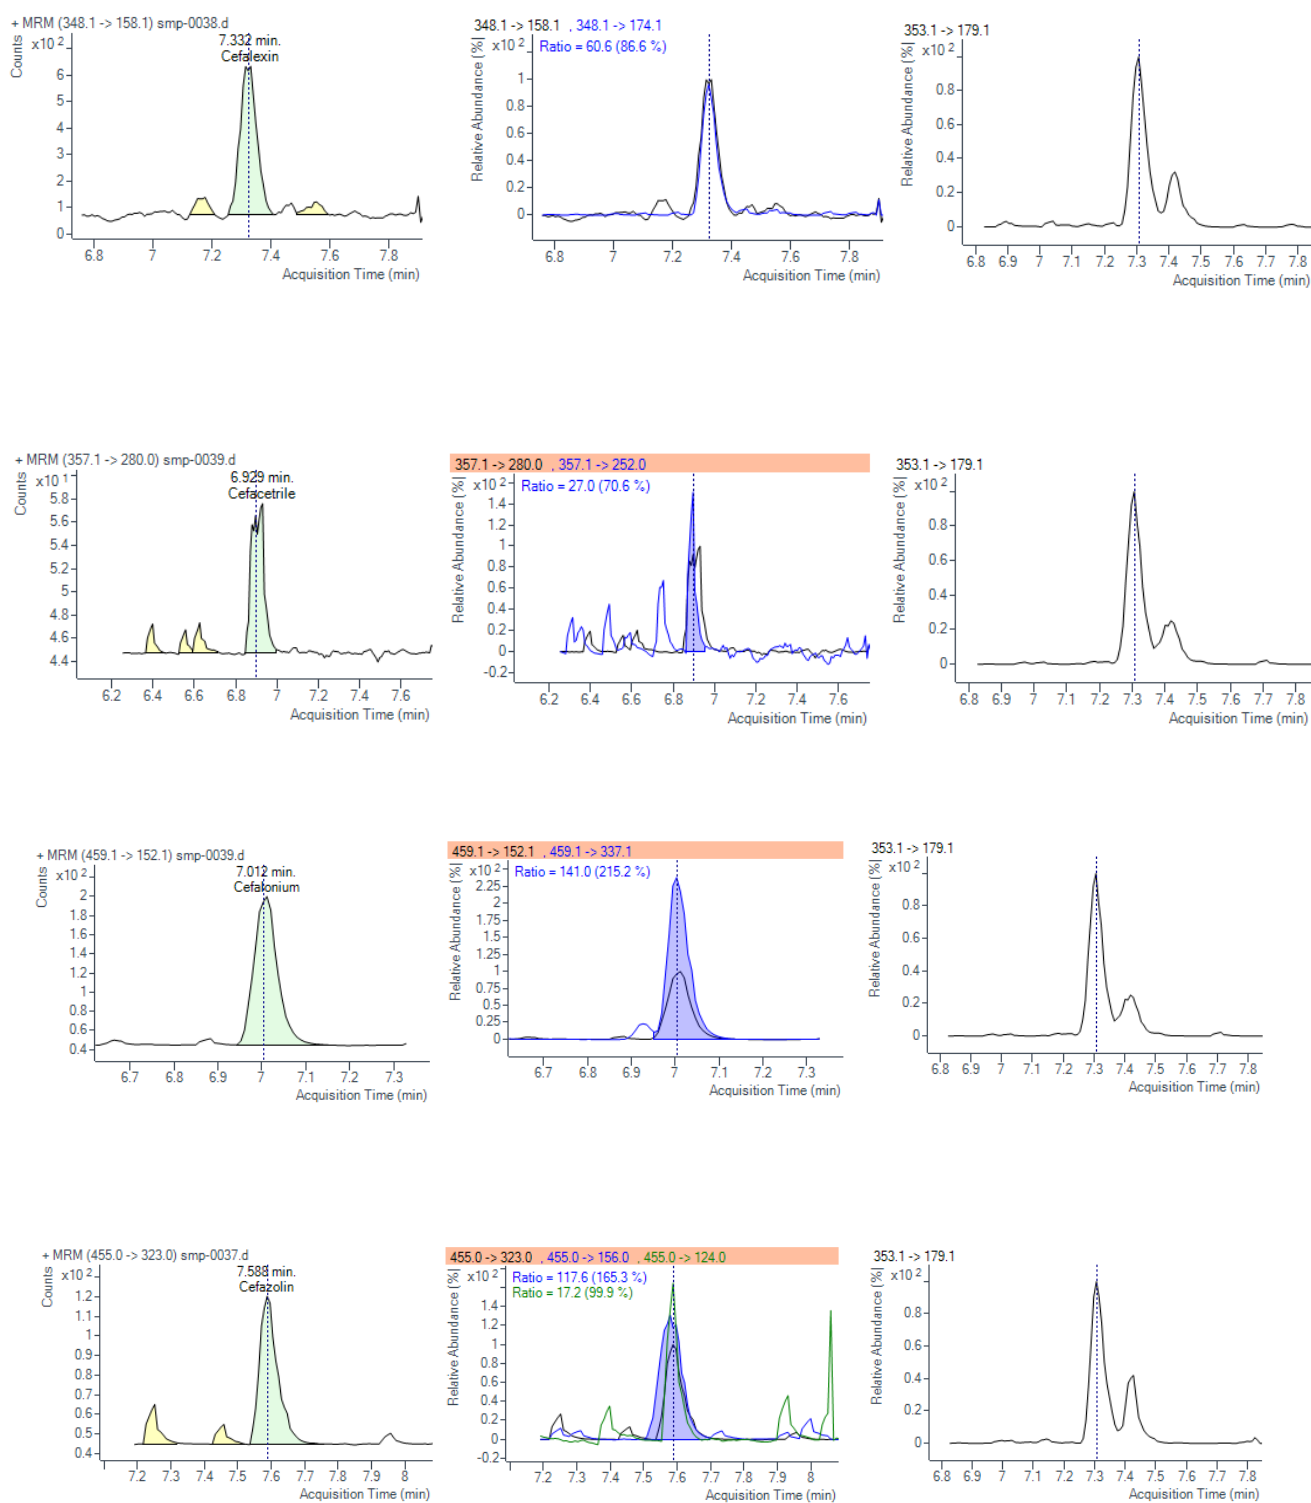 + MRM (348.1 -> 158.1) smp-0038.d
Counts
x10 2
7.332 min.
Cefalexin
6
5
4
3
2
1
0
6.8 7 7.2 7.4 7.6 7.8
Acquisition Time (min)
348.1 -> 158.1 , 348.1 -> 174.1
Relative Abundance (%)
x10 2
Ratio = 60.6 (86.6 %)
1
0.8
0.6
0.4
0.2
0
6.8 7 7.2 7.4 7.6 7.8
Acquisition Time (min)
353.1 -> 179.1
Relative Abundance (%)
x10 2
1
0.8
0.6
0.4
0.2
0
6.8 6.9 7 7.1 7.2 7.3 7.4 7.5 7.6 7.7 7.8
Acquisition Time (min)
+ MRM (357.1 -> 280.0) smp-0039.d
Counts
x10 1
6.929 min.
Cefacetrile
5.8
5.6
5.4
5.2
5
4.8
4.6
4.4
6.2 6.4 6.6 6.8 7 7.2 7.4 7.6
Acquisition Time (min)
357.1 -> 280.0 , 357.1 -> 252.0
Relative Abundance (%)
x10 2
Ratio = 27.0 (70.6 %)
1.4
1.2
1
0.8
0.6
0.4
0.2
0
-0.2
6.2 6.4 6.6 6.8 7 7.2 7.4 7.6
Acquisition Time (min)
353.1 -> 179.1
Relative Abundance (%)
x10 2
1
0.8
0.6
0.4
0.2
0
6.8 6.9 7 7.1 7.2 7.3 7.4 7.5 7.6 7.7 7.8
Acquisition Time (min)
+ MRM (459.1 -> 152.1) smp-0039.d
Counts
x10 2
7.012 min.
Cefalonium
2
1.8
1.6
1.4
1.2
1
0.8
0.6
0.4
6.7 6.8 6.9 7 7.1 7.2 7.3
Acquisition Time (min)
459.1 -> 152.1 , 459.1 -> 337.1
Relative Abundance (%)
x10 2
Ratio = 141.0 (215.2 %)
2.25
2
1.75
1.5
1.25
1
0.75
0.5
0.25
0
6.7 6.8 6.9 7 7.1 7.2 7.3
Acquisition Time (min)
353.1 -> 179.1
Relative Abundance (%)
x10 2
1
0.8
0.6
0.4
0.2
0
6.8 6.9 7 7.1 7.2 7.3 7.4 7.5 7.6 7.7 7.8
Acquisition Time (min)
+ MRM (455.0 -> 323.0) smp-0037.d
Counts
x10 2
7.588 min.
Cefazolin
1.2
1.1
1
0.9
0.8
0.7
0.6
0.5
0.4
7.2 7.3 7.4 7.5 7.6 7.7 7.8 7.9 8
Acquisition Time (min)
455.0 -> 323.0 , 455.0 -> 156.0 , 455.0 -> 124.0
Relative Abundance (%)
x10 2
Ratio = 117.6 (165.3 %)
Ratio = 17.2 (99.9 %)
1.4
1.2
1
0.8
0.6
0.4
0.2
0
-0.2
7.2 7.3 7.4 7.5 7.6 7.7 7.8 7.9 8
Acquisition Time (min)
353.1 -> 179.1
Relative Abundance (%)
x10 2
1
0.8
0.6
0.4
0.2
0
6.8 6.9 7 7.1 7.2 7.3 7.4 7.5 7.6 7.7 7.8
Acquisition Time (min)